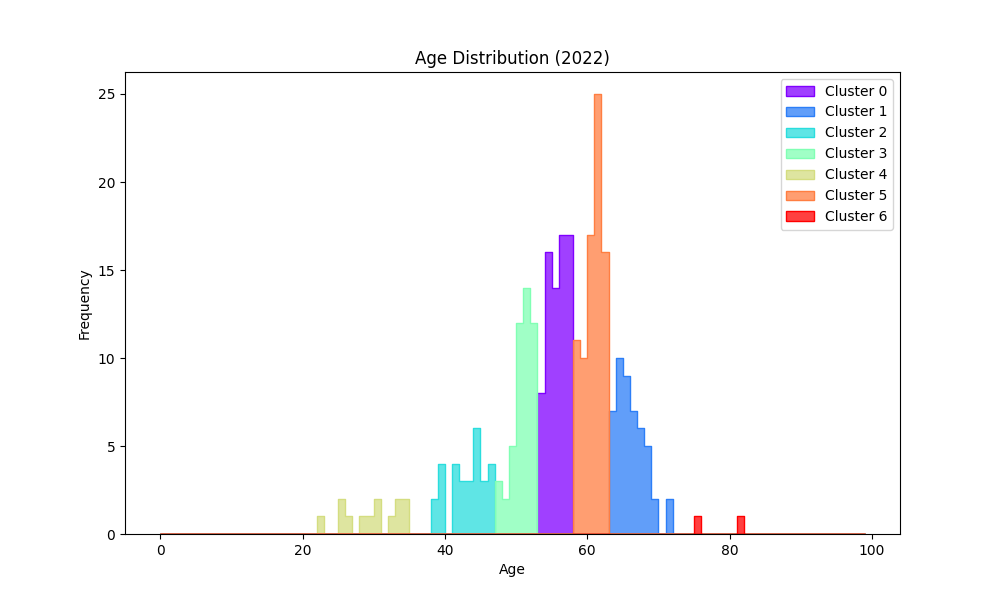 Age Distribution (2022)
Cluster 0
Cluster 1
Cluster 2
Cluster 3
Cluster 4
Cluster 5
Cluster 6
Frequency
25
20
15
10
5
0
0 20 40 60 80 100
Age